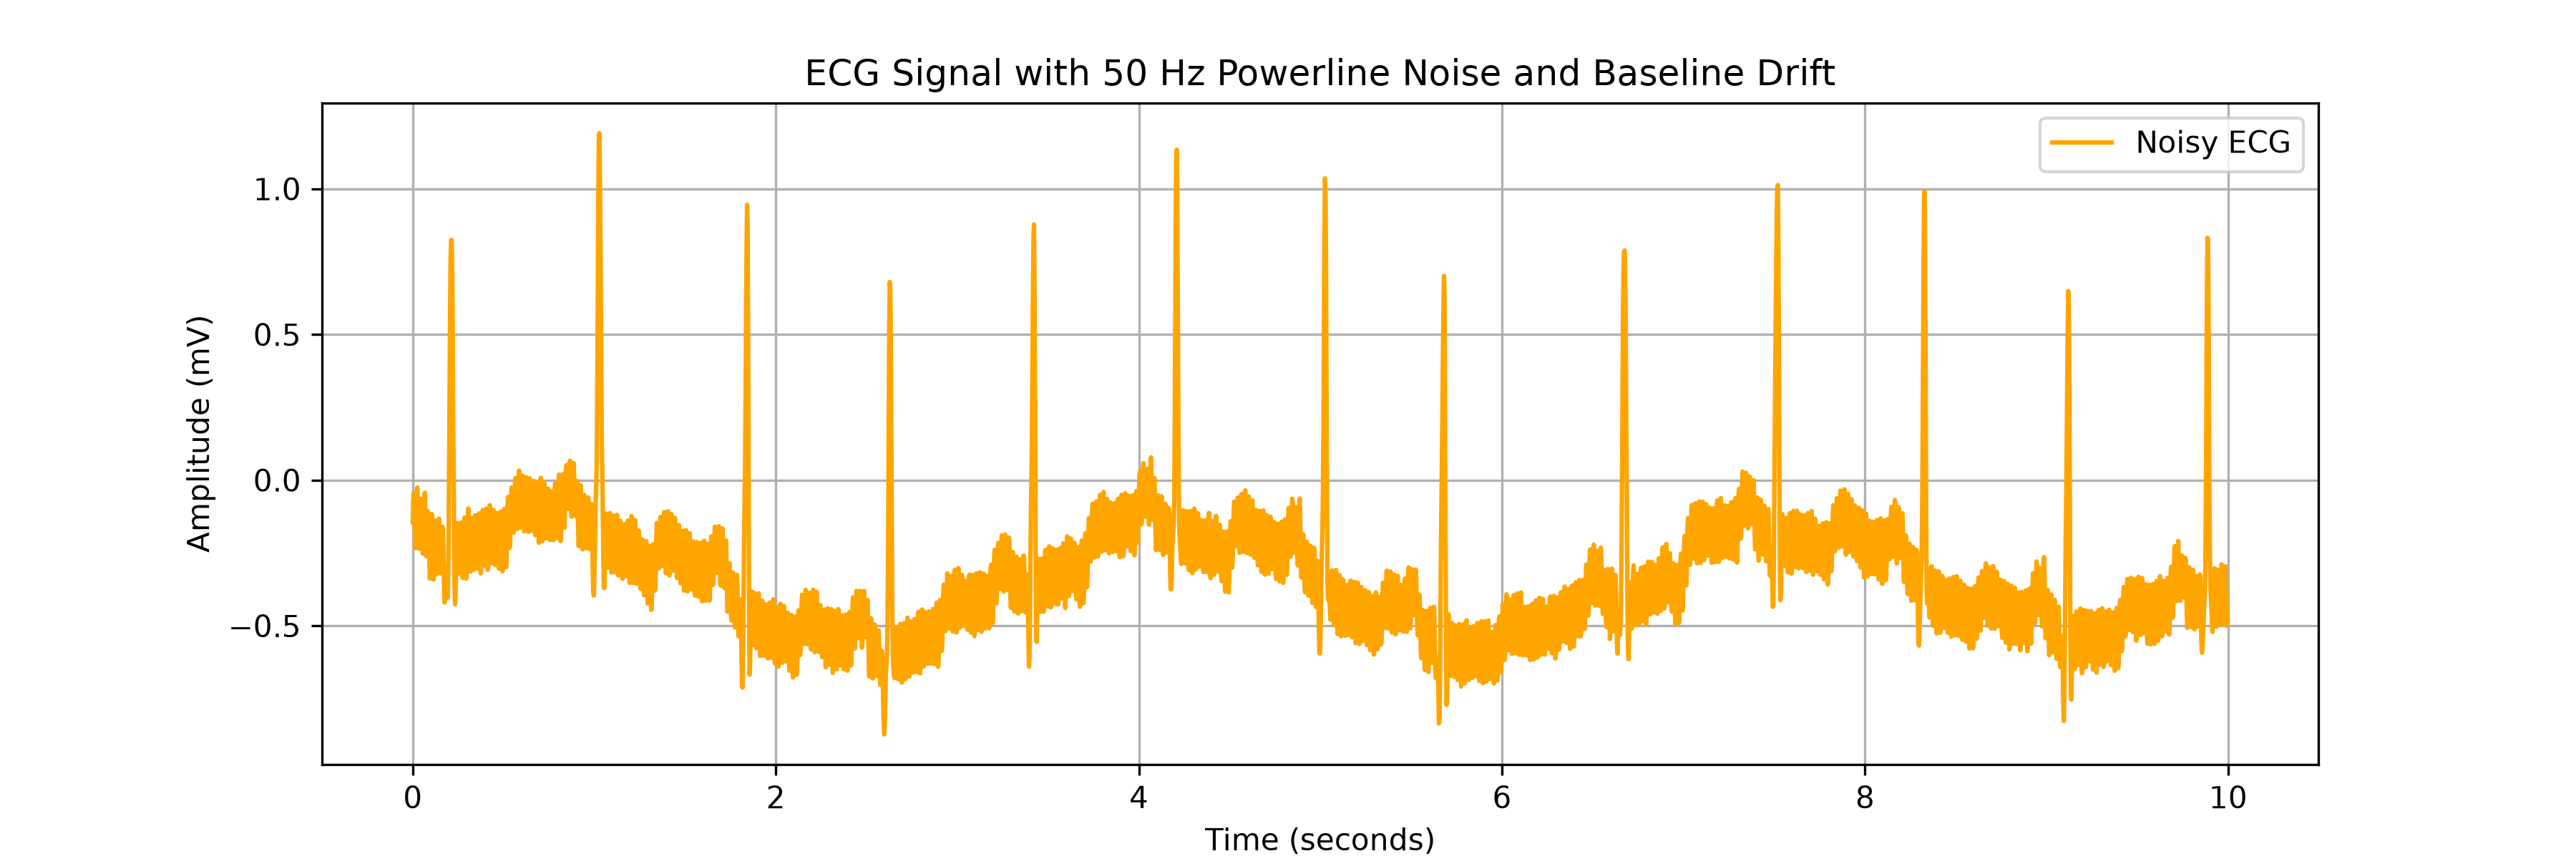 ECG Signal with 50 Hz Powerline Noise and Baseline Drift
Noisy ECG
Amplitude (mV)
1.0
0.5
0.0
−0.5
0 2 4 6 8 10
Time (seconds)